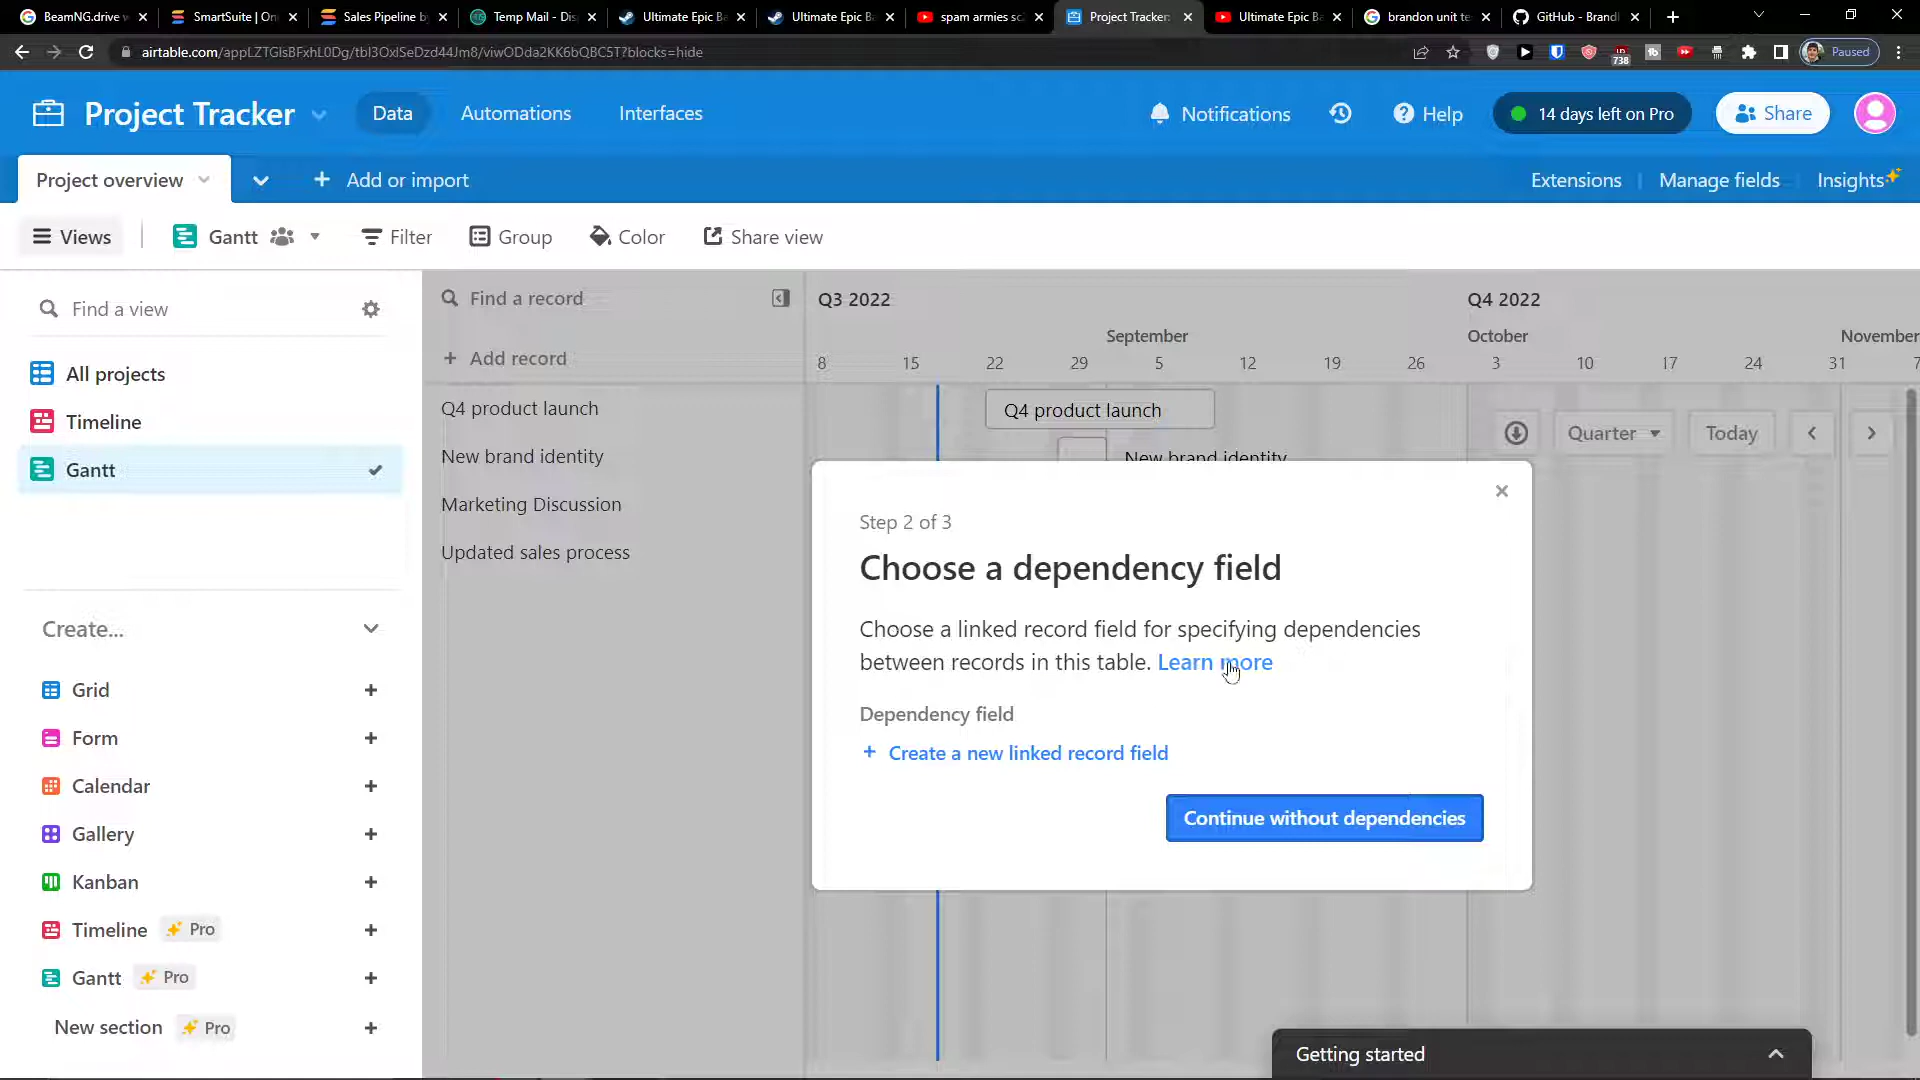 BeamNG.drive w
SmartSuite | On
Sales Pipeline b
Temp Mail - Dis
Ultimate Epic Ba
Ultimate Epic Ba
spam armies sc
Project Tracker:
Ultimate Epic Ba
brandon unit te
GitHub - Brandl
airtable.com/appLZTGlsBFxhL0Dg/tbl3OxlSeDzd44Jm8/viwODda2KK6bQBC5T?blocks=hide
738
Paused
Project Tracker
Data
Automations
Interfaces
Notifications
Help
14 days left on Pro
Share
Project overview
Add or import
Extensions
Manage fields
Insights
Views
Gantt
Filter
Group
Color
Share view
Find a view
All projects
Timeline
Gantt
Create...
Grid
Form
Calendar
Gallery
Kanban
Timeline Pro
Gantt Pro
New section Pro
Find a record
Add record
Q4 product launch
New brand identity
Marketing Discussion
Updated sales process
Q3 2022
Q4 2022
September
October
November
8 15 22 29 5 12 19 26 3 10 17 24 31 7
Q4 product launch
New brand identity
Quarter
Today
Step 2 of 3
Choose a dependency field
Choose a linked record field for specifying dependencies
between records in this table. Learn more
Dependency field
+ Create a new linked record field
Continue without dependencies
Getting started